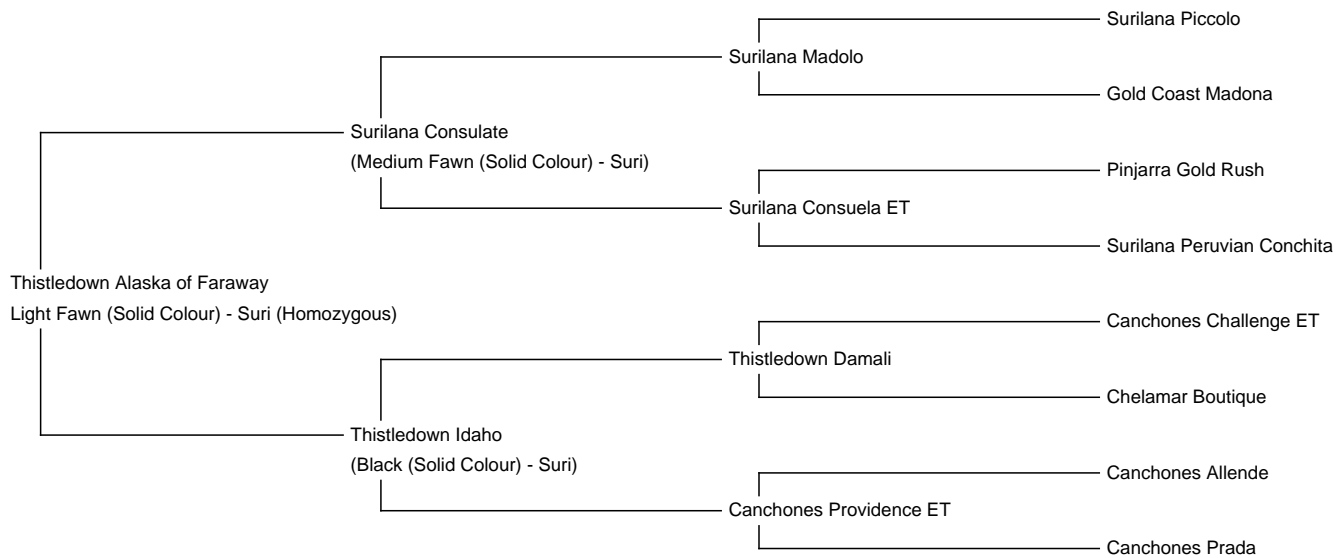 Surilana Piccolo
Surilana Madolo
Gold Coast Madona
Surilana Consulate
(Medium Fawn (Solid Colour) - Suri)
Pinjarra Gold Rush
Surilana Consuela ET
Surilana Peruvian Conchita
Thistledown Alaska of Faraway
Light Fawn (Solid Colour) - Suri (Homozygous)
Canchones Challenge ET
Thistledown Damali
Chelamar Boutique
Thistledown Idaho
(Black (Solid Colour) - Suri)
Canchones Allende
Canchones Providence ET
Canchones Prada